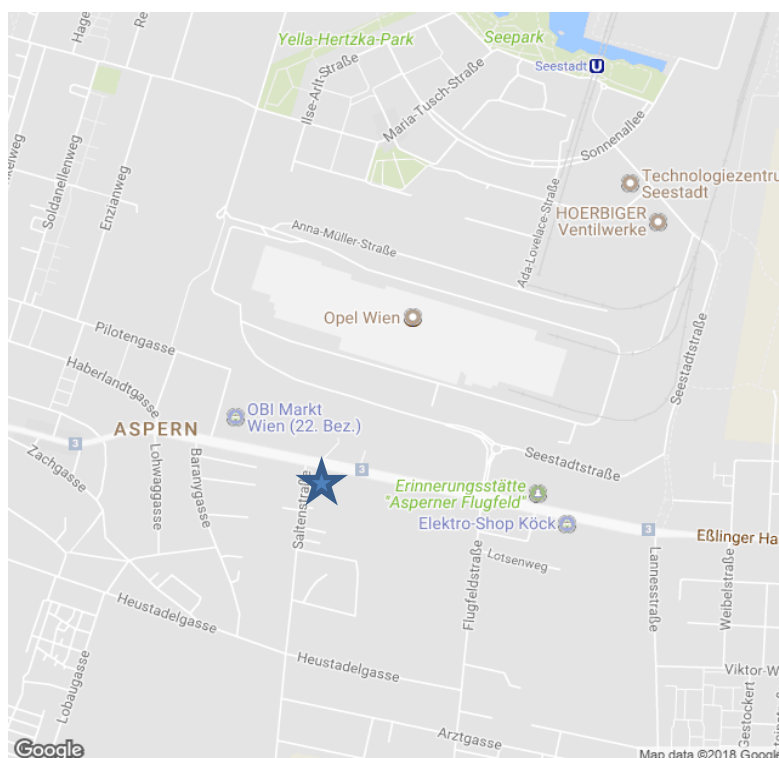 Yella-Hertzka-Park
Seepark
Seestadt
U
Ilse-Arlt-Straße
Maria-Tusch-Straße
Sonnenallee
Technologiezentru
Seestadt
Soldanellenweg
Enzianweg
HOERBIGER
Ventilwerke
Ada-Lovelace-Straße
Anna-Müller-Straße
Opel Wien
Pilotengasse
Seestadtstraße
Haberlandtgasse
OBI Markt
Wien (22. Bez.)
ASPERN
3
Zachgasse
Lohwaggasse
Baranygasse
Saltenstraße
3
Seestadtstraße
Erinnerungsstätte
"Asperner Flugfeld"
Elektro-Shop Köck
3
Eßlinger Ha
Lotsenweg
Flugfeldstraße
Lannesstraße
Weibelstraße
Heustadelgasse
Heustadelgasse
Lobaugasse
Viktor-W
Gestockert
Arztgasse
Google
Map data ©2018 Google